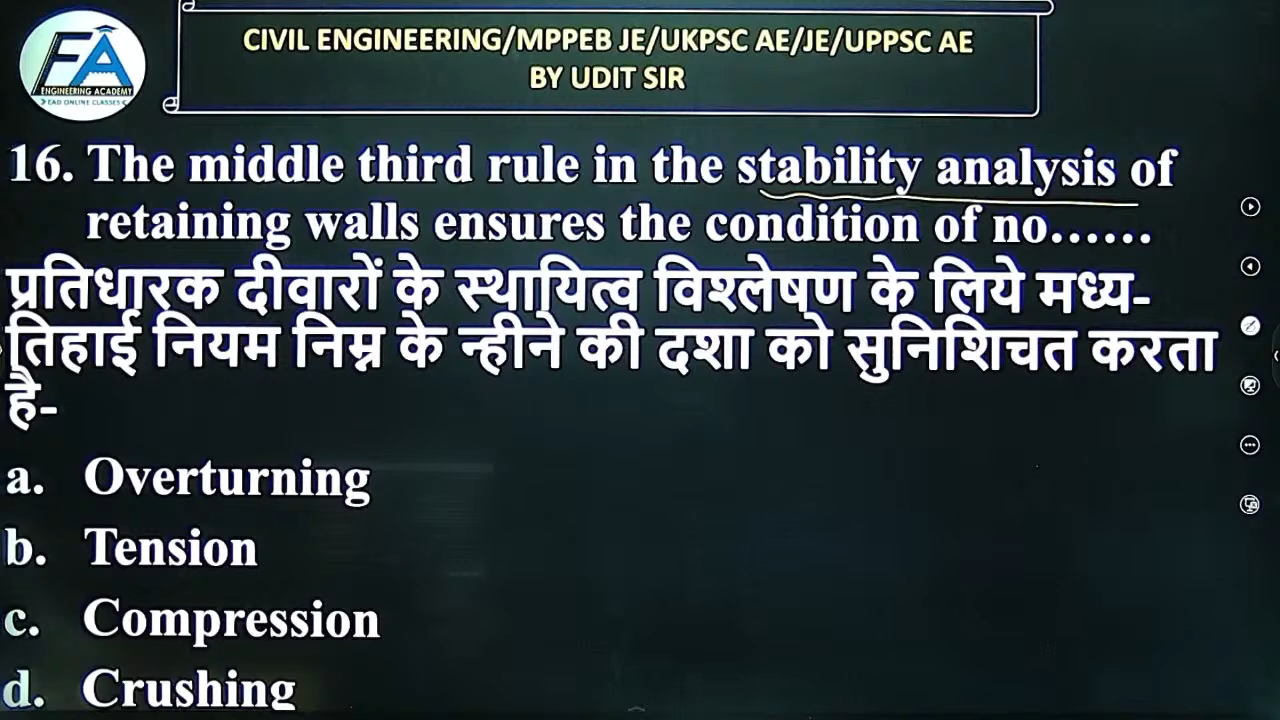 FA
ENGINEERING ACADEMY
EAD ONLINE CLASSES
CIVIL ENGINEERING/MPPEB JE/UKPSC AE/JE/UPPSC AE
BY UDIT SIR
16. The middle third rule in the stability analysis of
retaining walls ensures the condition of no......
प्रतिधारक दीवारों के स्थायित्व विश्लेषण के लिये मध्य-
तिहाई नियम निम्न के न्हीने की दशा को सुनिशिचत करता
है-
a. Overturning
b. Tension
c. Compression
d. Crushing